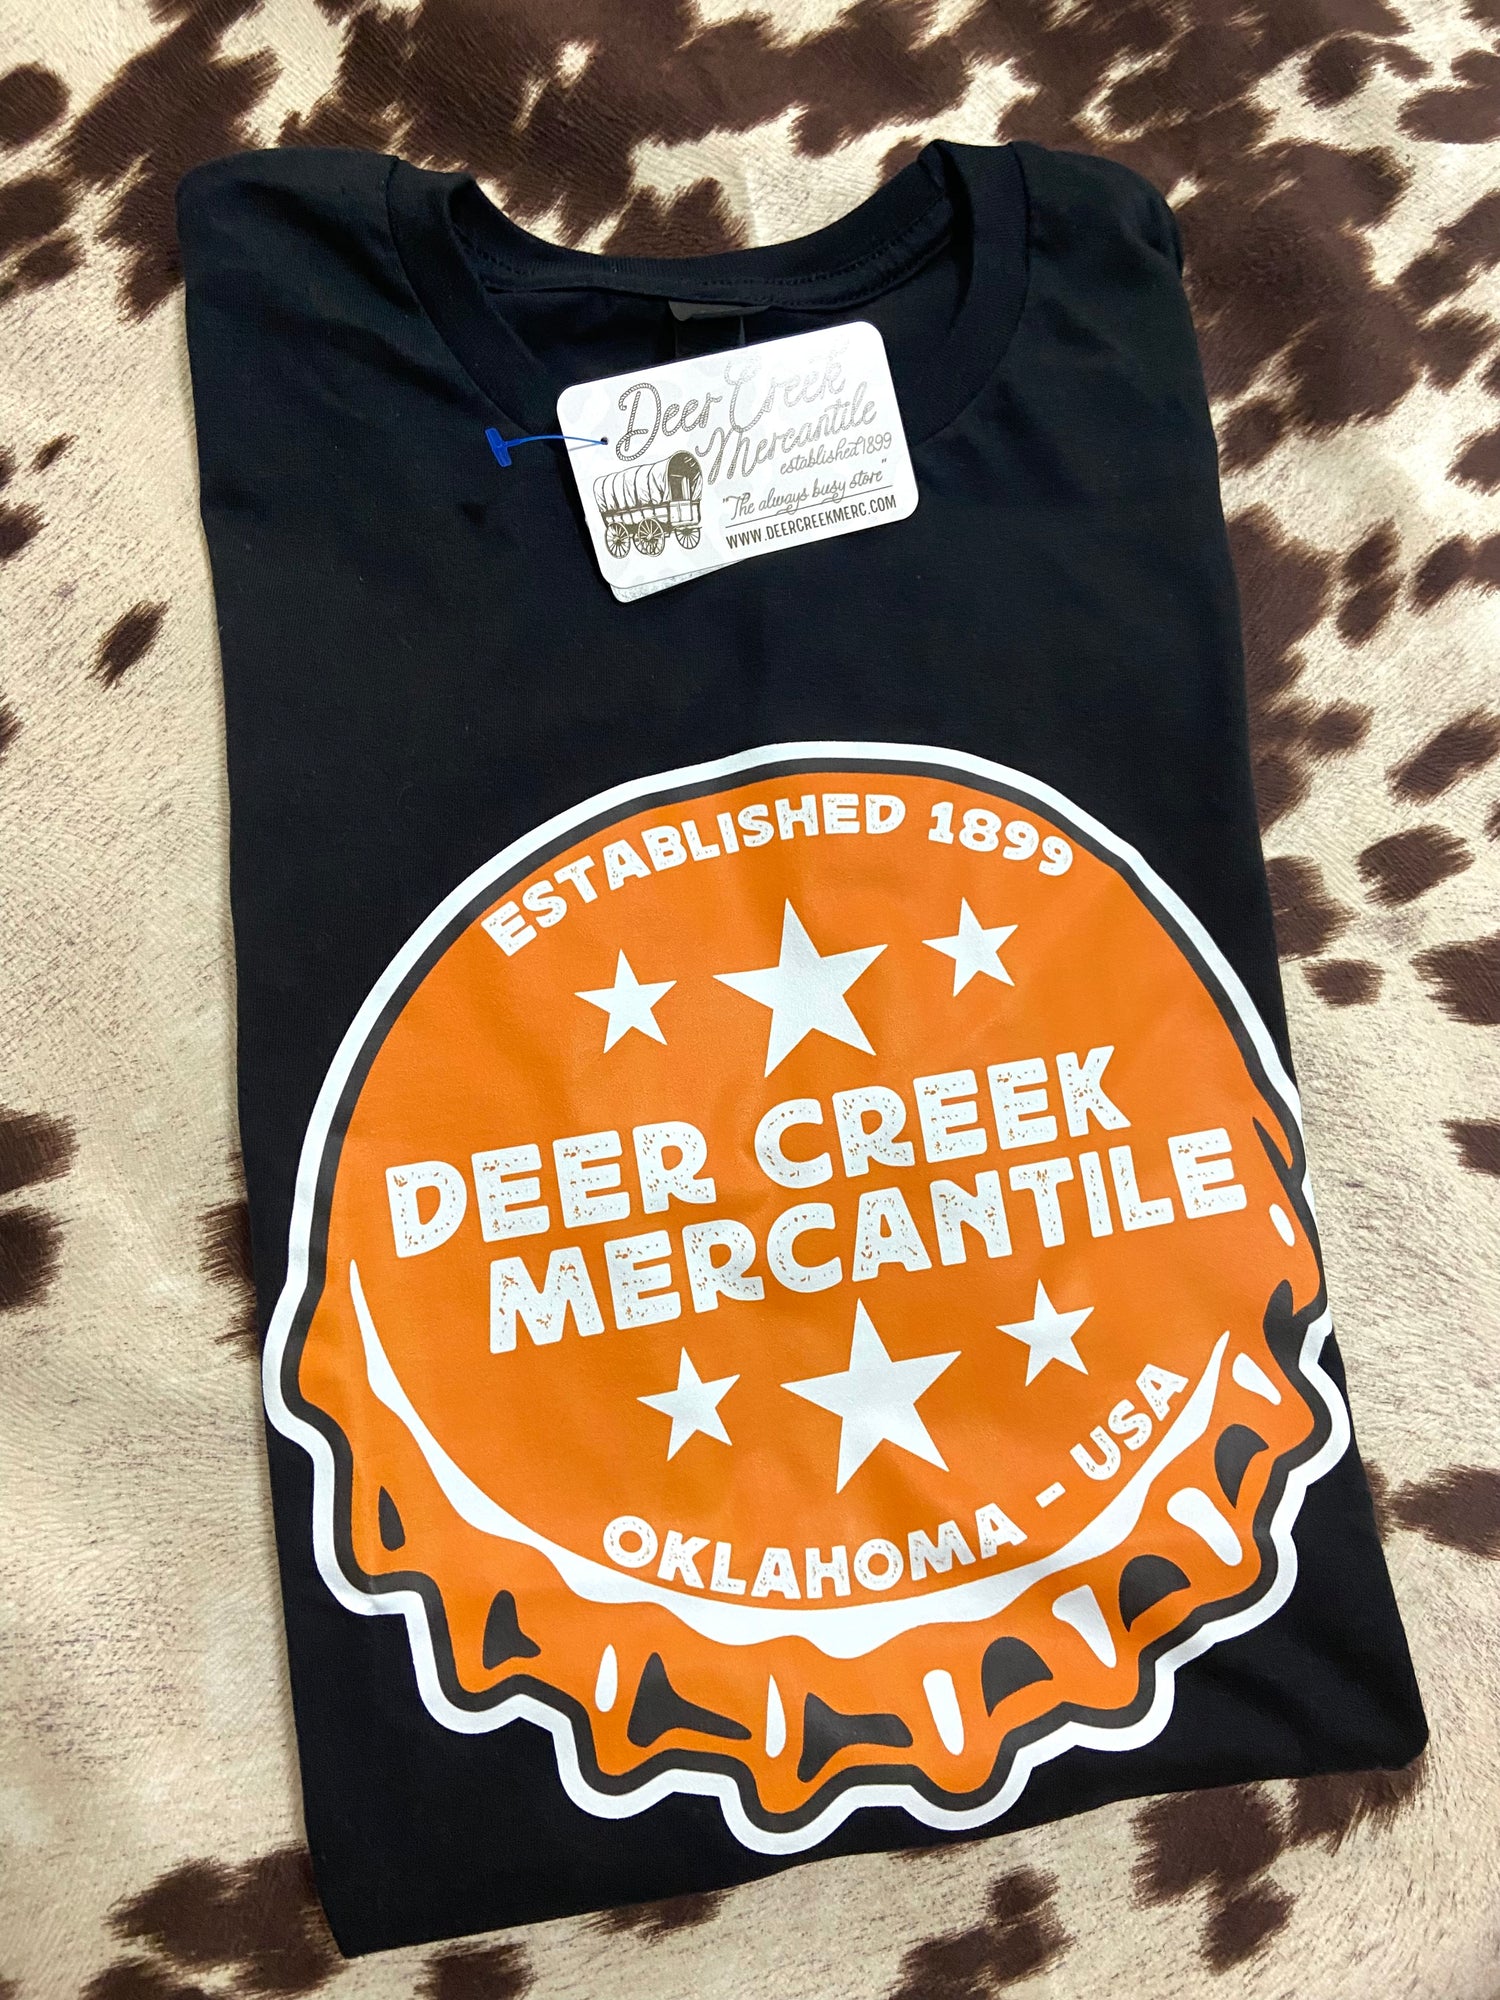 Deer Creek
Mercantile
established 1899
"The always busy store"
WWW.DEERCREEKMERC.COM
ESTABLISHED 1899
DEER CREEK
MERCANTILE
OKLAHOMA - USA